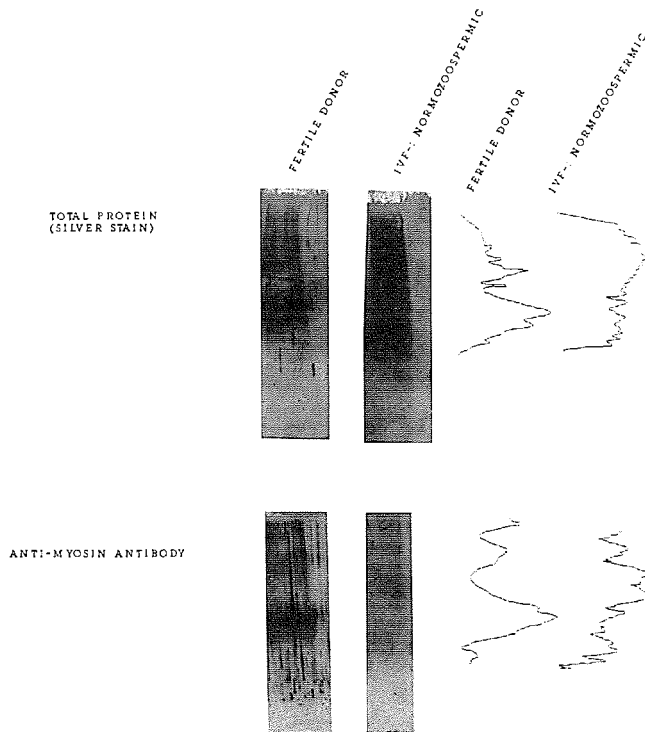 FERTILE DONOR
IVF-: NORMOZOOSPERMIC
FERTILE DONOR
IVF-: NORMOZOOSPERMIC
TOTAL PROTEIN
(SILVER STAIN)
ANTI-MYOSIN ANTIBODY